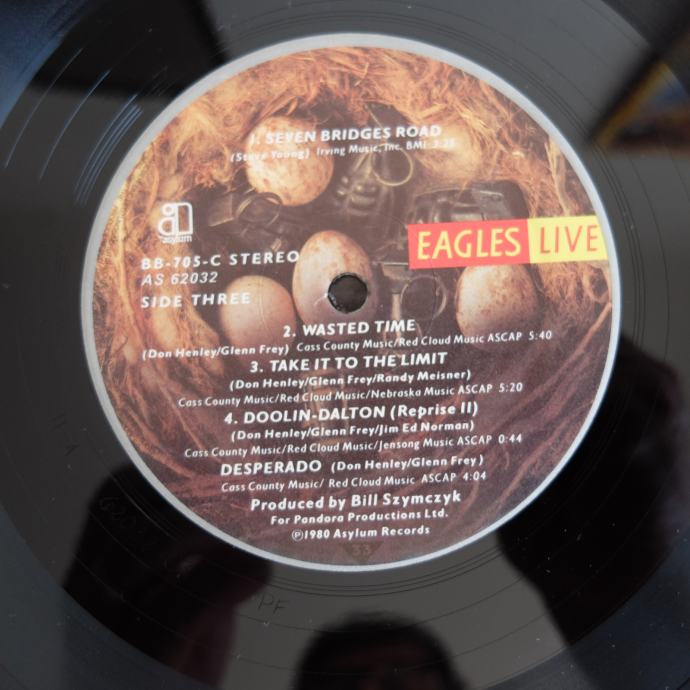 1. SEVEN BRIDGES ROAD
(Steve Young) Irving Music, Inc. BMI 3:25
asylum
EAGLES LIVE
BB-705-C STEREO
AS 62032
SIDE THREE
2. WASTED TIME
(Don Henley/Glenn Frey) Cass County Music/Red Cloud Music ASCAP 5:40
3. TAKE IT TO THE LIMIT
(Don Henley/Glenn Frey/Randy Meisner)
Cass County Music/Red Cloud Music/Nebraska Music ASCAP 5:20
4. DOOLIN-DALTON (Reprise II)
(Don Henley/Glenn Frey/Jim Ed Norman)
Cass County Music/Red Cloud Music/Jensong Music ASCAP 0:44
DESPERADO (Don Henley/Glenn Frey)
Cass County Music/ Red Cloud Music ASCAP 4:04
Produced by Bill Szymczyk
For Pandora Productions Ltd.
℗1980 Asylum Records
33
PF